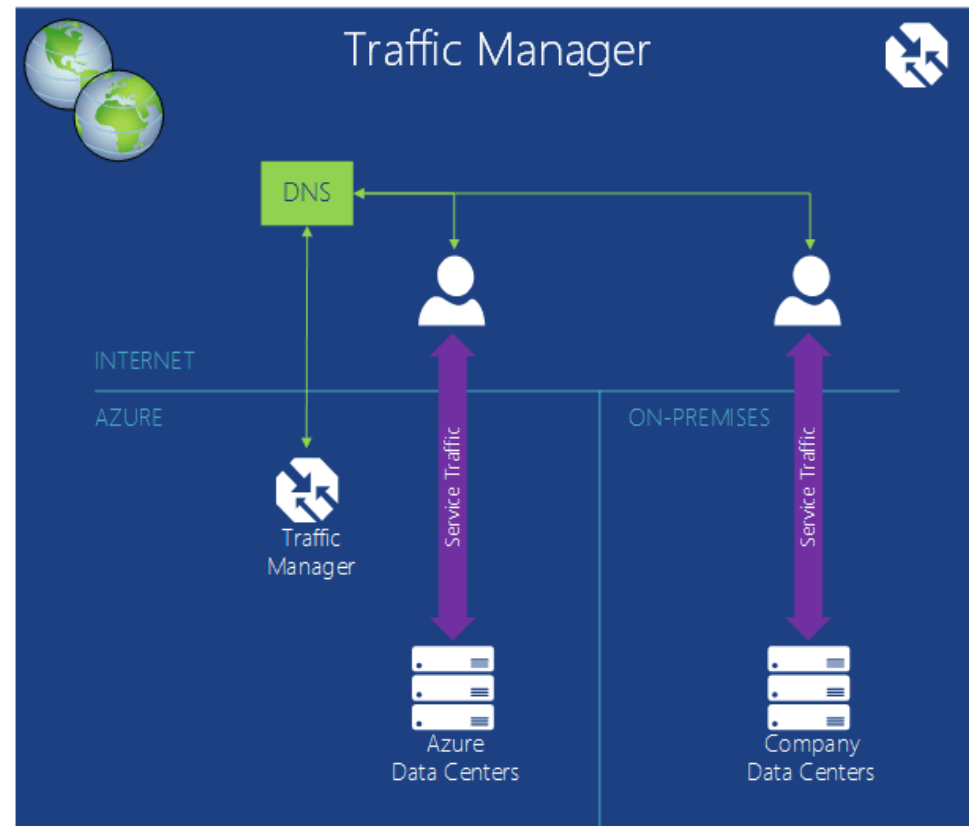 Traffic Manager
DNS
INTERNET
AZURE
ON-PREMISES
Service Traffic
Service Traffic
Traffic
Manager
Azure
Data Centers
Company
Data Centers